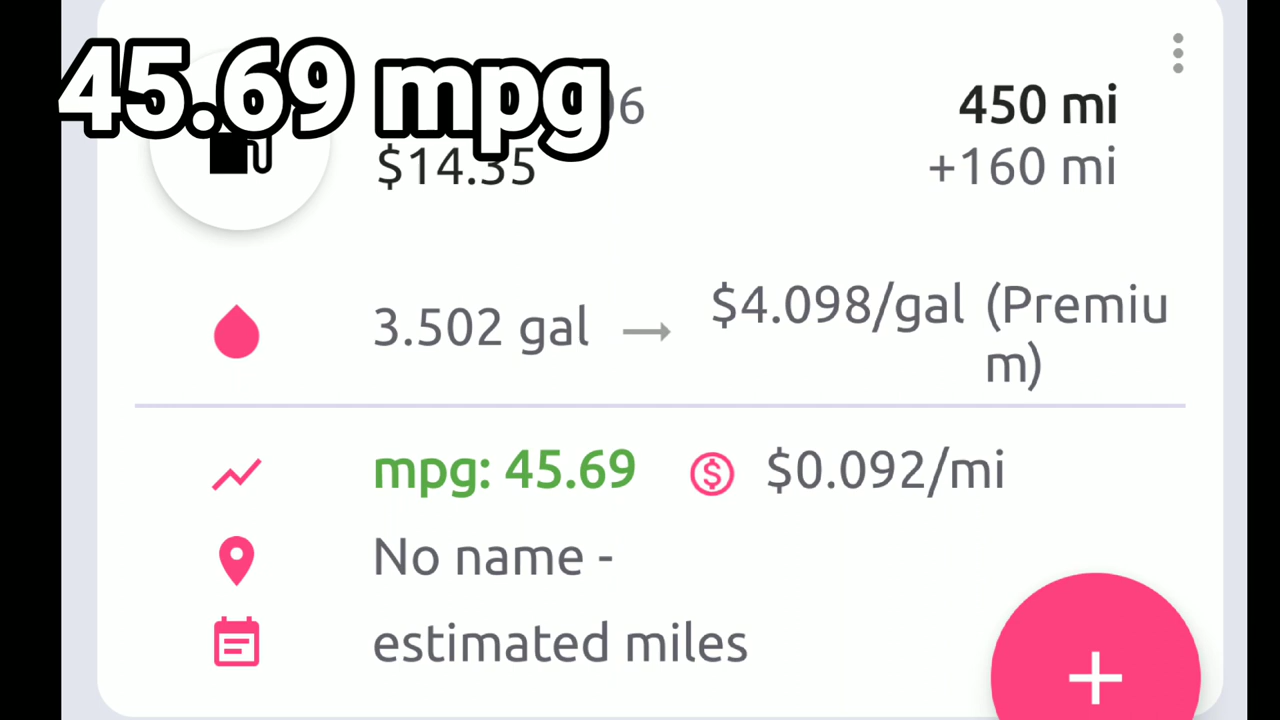 45.69 mpg
450 mi
$14.35
+160 mi
3.502 gal → $4.098/gal (Premiu
m)
mpg: 45.69 $0.092/mi
No name -
estimated miles
+